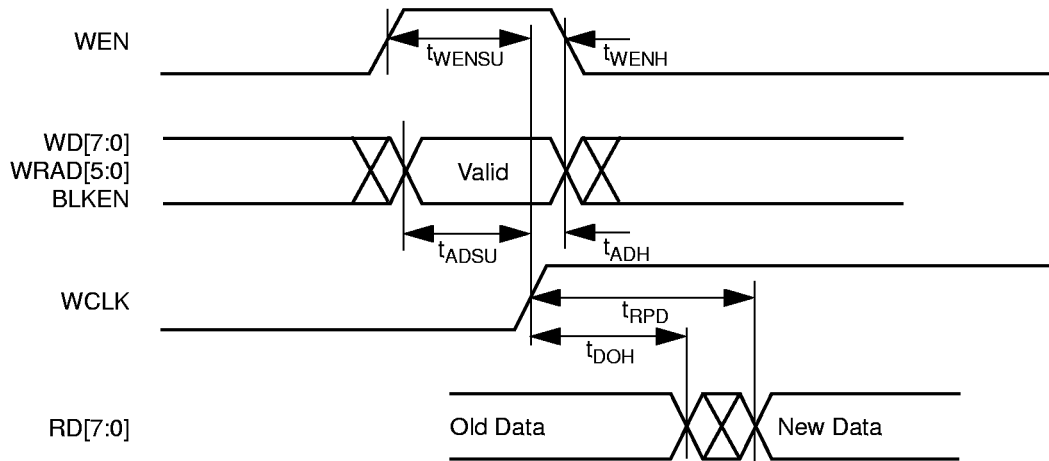 WEN
tWENSU
tWENH
WD[7:0]
WRAD[5:0]
BLKEN
Valid
tADSU
tADH
WCLK
tRPD
tDOH
RD[7:0]
Old Data
New Data